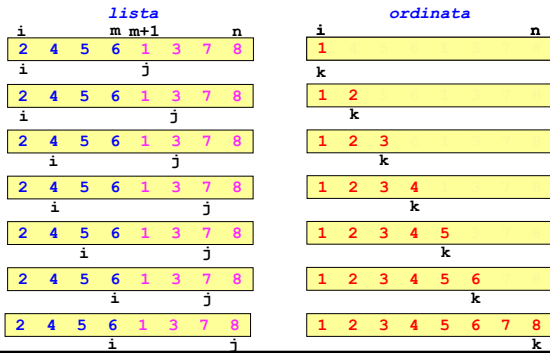 lista ordinata
i m m+1 n i n
2 4 5 6 1 3 7 8 1
i j k
2 4 5 6 1 3 7 8 1 2
i j k
2 4 5 6 1 3 7 8 1 2 3
i j k
2 4 5 6 1 3 7 8 1 2 3 4
i j k
2 4 5 6 1 3 7 8 1 2 3 4 5
i j k
2 4 5 6 1 3 7 8 1 2 3 4 5 6
i j k
2 4 5 6 1 3 7 8 1 2 3 4 5 6 7 8
i j k